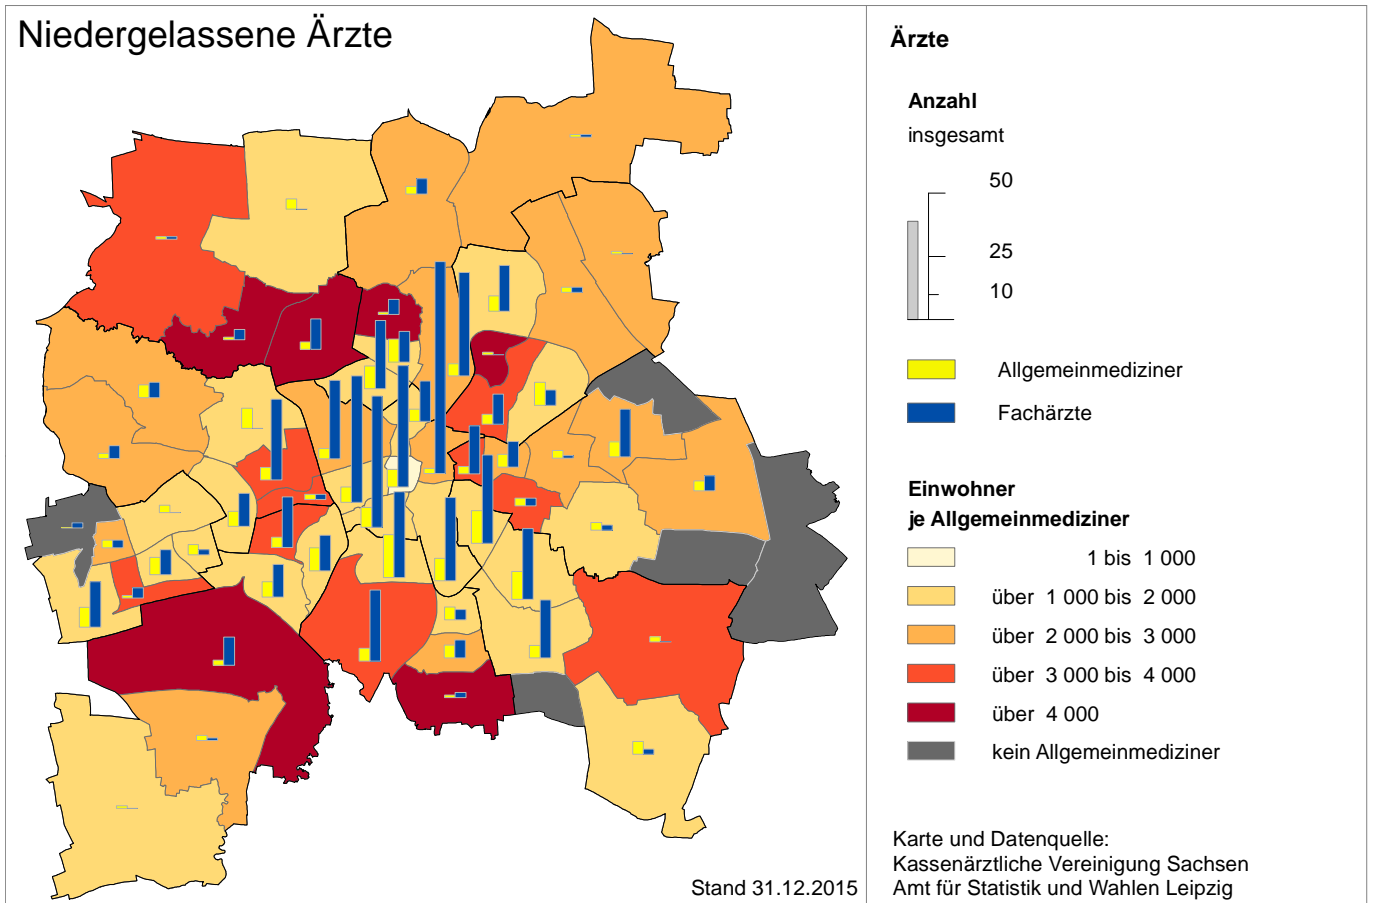 Niedergelassene Ärzte
Stand 31.12.2015
Ärzte
Anzahl
insgesamt
50
25
10
Allgemeinmediziner
Fachärzte
Einwohner
je Allgemeinmediziner
1 bis 1 000
über 1 000 bis 2 000
über 2 000 bis 3 000
über 3 000 bis 4 000
über 4 000
kein Allgemeinmediziner
Karte und Datenquelle:
Kassenärztliche Vereinigung Sachsen
Amt für Statistik und Wahlen Leipzig